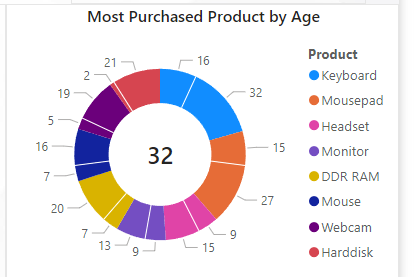 Most Purchased Product by Age
21
16
2
19
32
5
16
15
7
32
20
27
7
13
9
15
9
Product
Keyboard
Mousepad
Headset
Monitor
DDR RAM
Mouse
Webcam
Harddisk